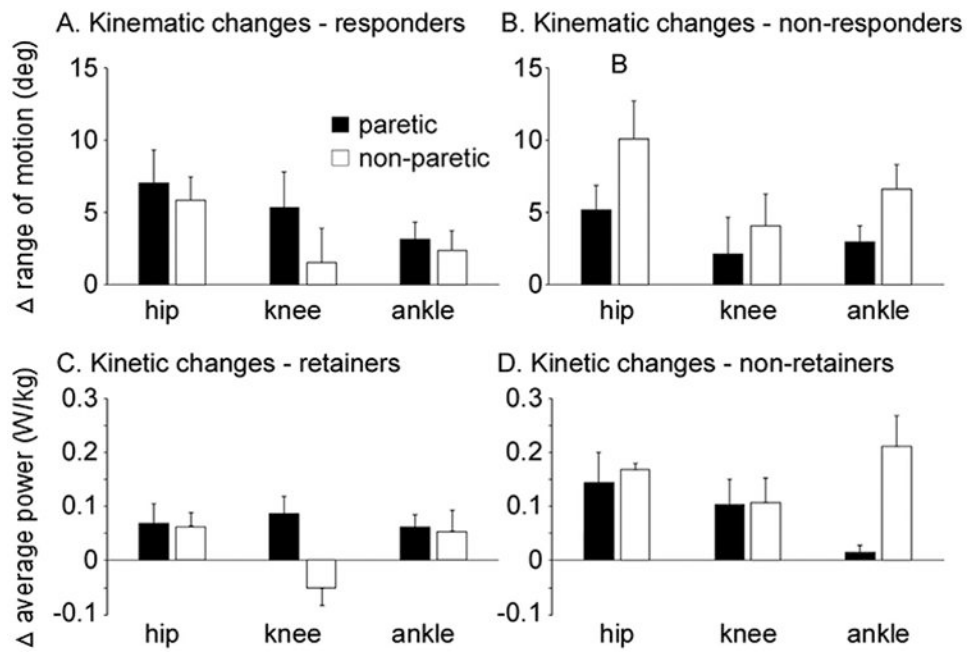 A. Kinematic changes - responders
B. Kinematic changes - non-responders
Δ range of motion (deg)
15
10
5
0
paretic
non-paretic
hip knee ankle
B
15
10
5
0
hip knee ankle
C. Kinetic changes - retainers
D. Kinetic changes - non-retainers
Δ average power (W/kg)
0.3
0.2
0.1
0
-0.1
hip knee ankle
0.3
0.2
0.1
0
-0.1
hip knee ankle